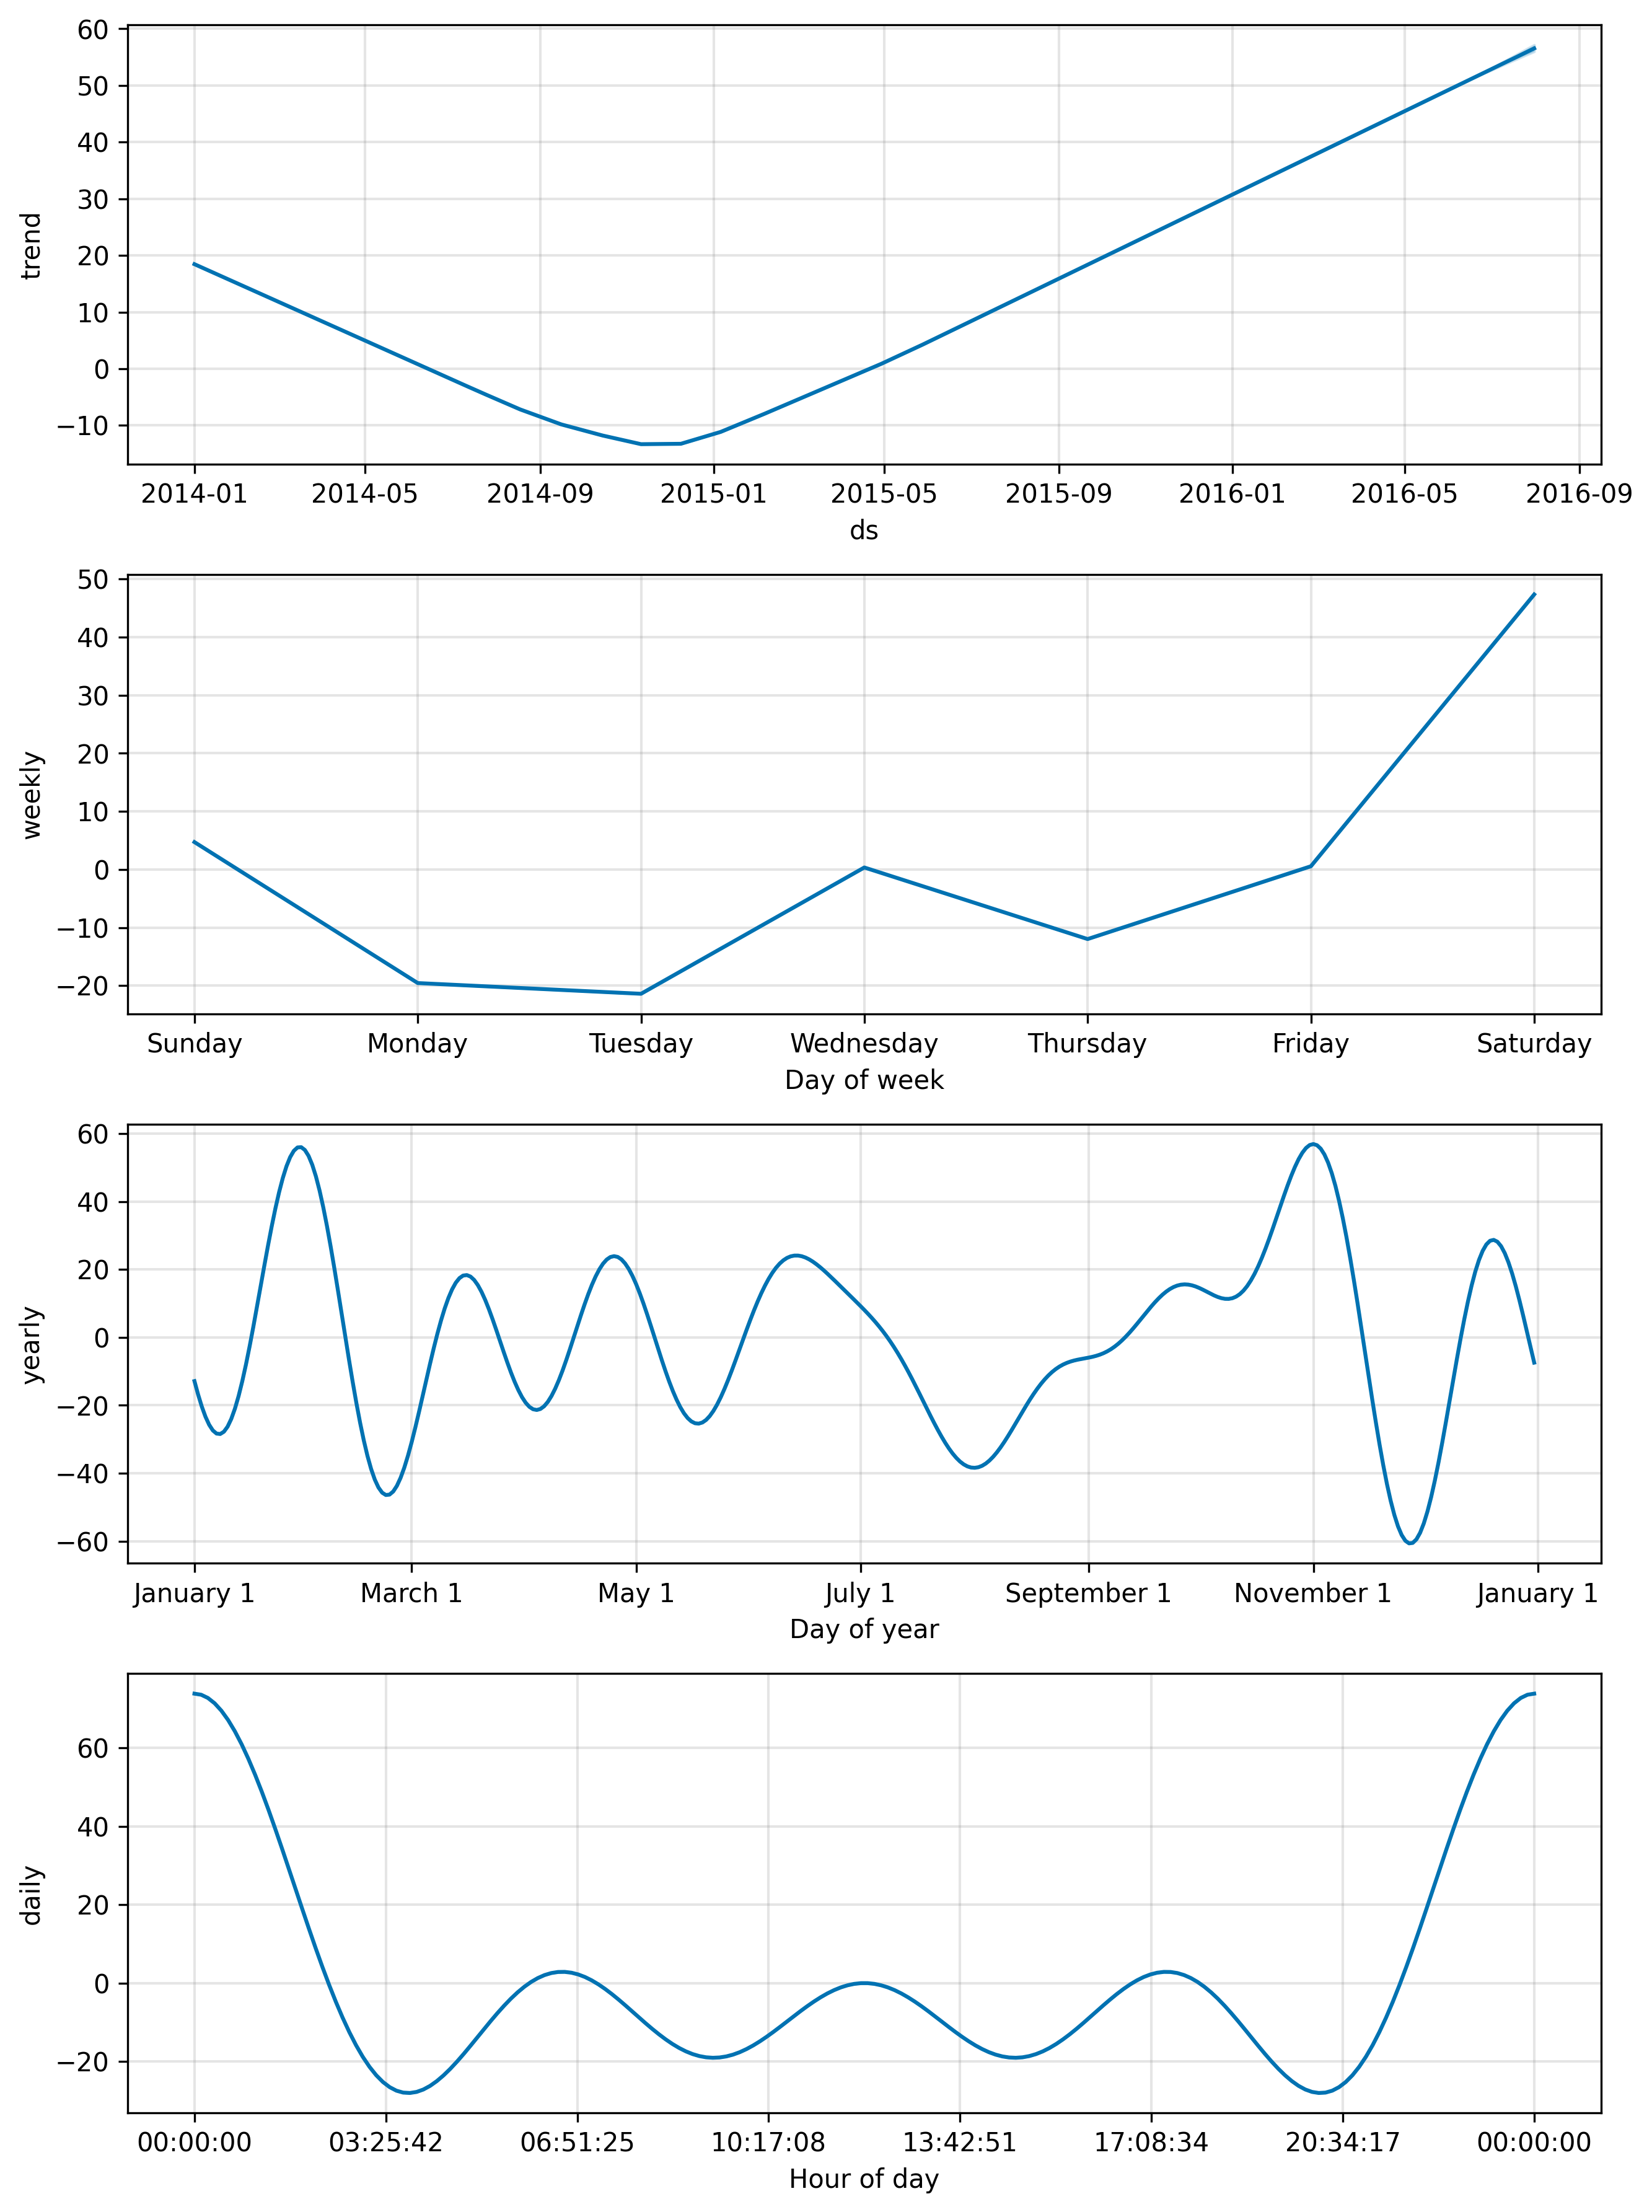 60
50
40
30
20
10
0
−10
trend
2014-01 2014-05 2014-09 2015-01 2015-05 2015-09 2016-01 2016-05 2016-09
ds
50
40
30
20
10
0
−10
−20
weekly
Sunday Monday Tuesday Wednesday Thursday Friday Saturday
Day of week
60
40
20
0
−20
−40
−60
yearly
January 1 March 1 May 1 July 1 September 1 November 1 January 1
Day of year
60
40
20
0
−20
daily
00:00:00 03:25:42 06:51:25 10:17:08 13:42:51 17:08:34 20:34:17 00:00:00
Hour of day